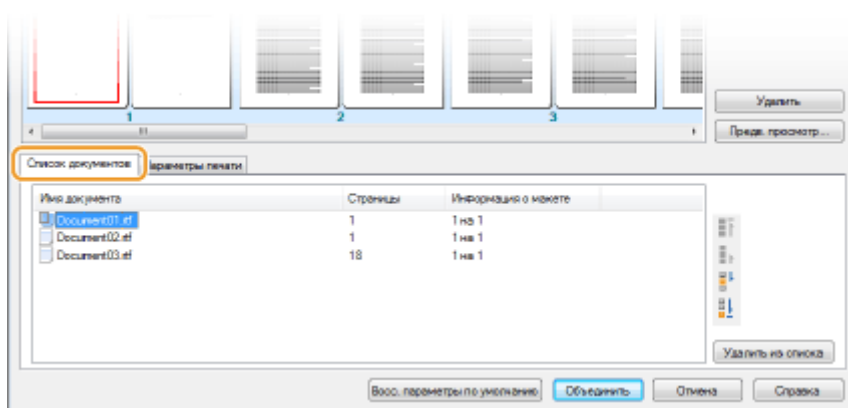 Удалить
1 2 3
Предв. просмотр...
Список документов Параметры печати
Имя документа Страницы Информация о макете
Document01.rtf 1 1 на 1
Document02.rtf 1 1 на 1
Document03.rtf 18 1 на 1
Удалить из списка
Восс. параметры по умолчанию Объединить Отмена Справка